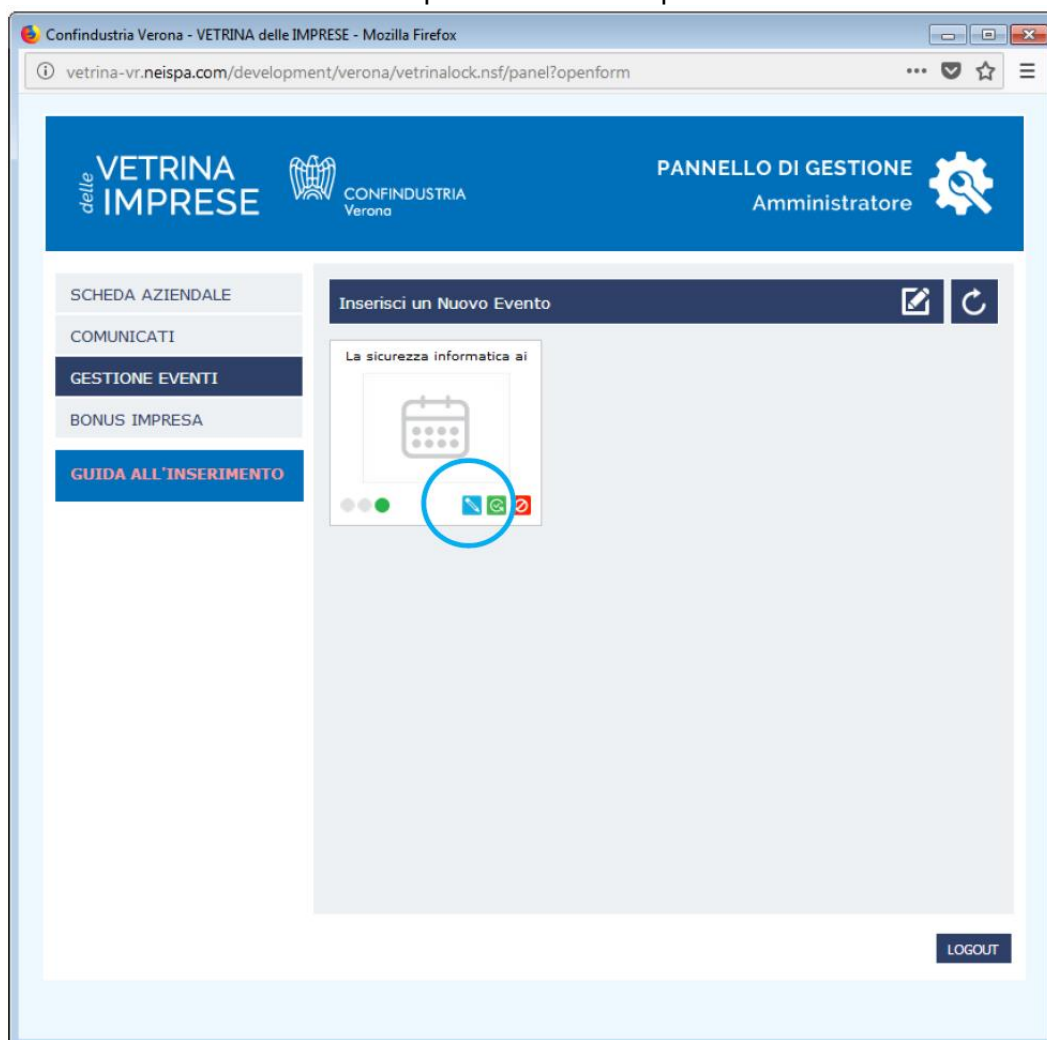 Confindustria Verona - VETRINA delle IMPRESE - Mozilla Firefox
vetrina-vr.neispa.com/development/verona/vetrinalock.nsf/panel?openform
delle VETRINA IMPRESE
CONFINDUSTRIA
Verona
PANNELLO DI GESTIONE
Amministratore
SCHEDA AZIENDALE
COMUNICATI
GESTIONE EVENTI
BONUS IMPRESA
GUIDA ALL'INSERIMENTO
Inserisci un Nuovo Evento
La sicurezza informatica ai
LOGOUT